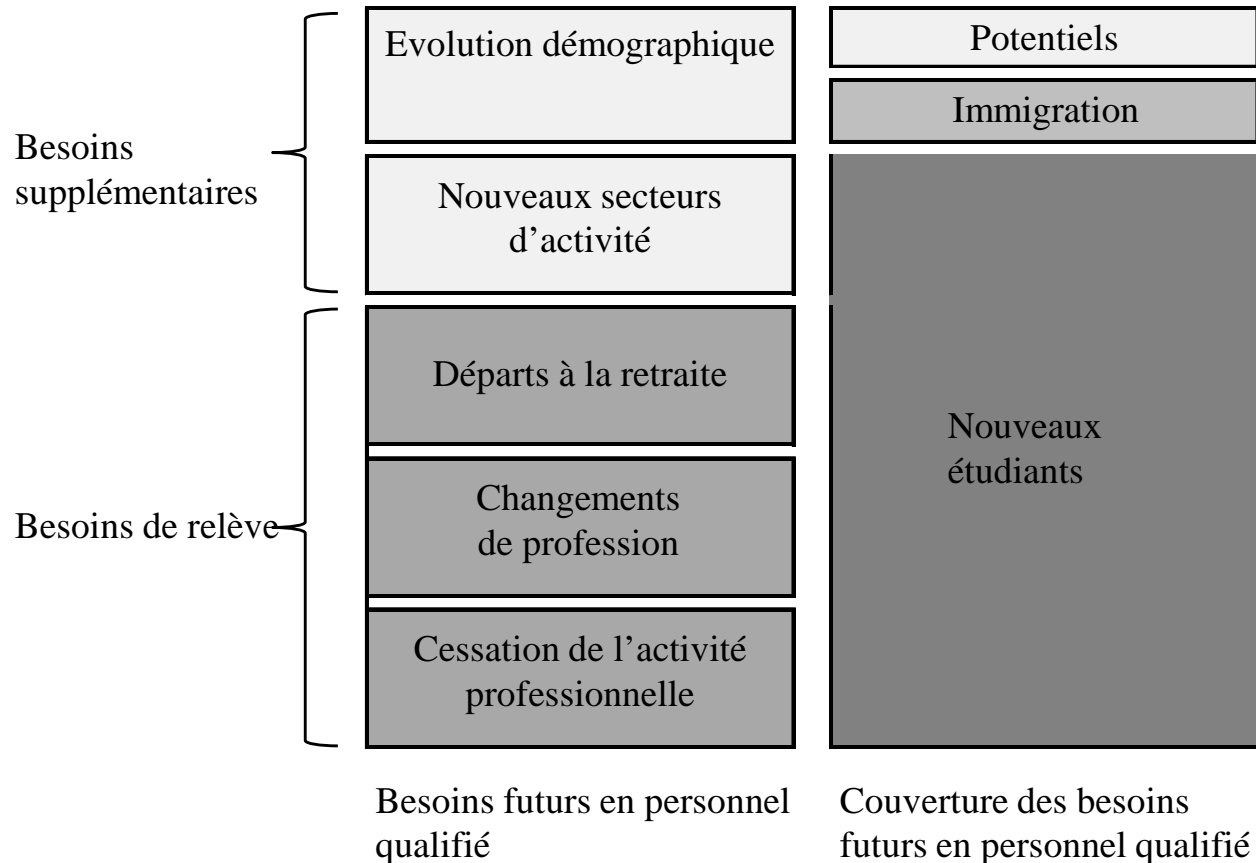 Besoins
supplémentaires
Evolution démographique
Nouveaux secteurs
d’activité
Besoins de relève
Départs à la retraite
Changements
de profession
Cessation de l’activité
professionnelle
Besoins futurs en personnel
qualifié
Potentiels
Immigration
Nouveaux
étudiants
Couverture des besoins
futurs en personnel qualifié